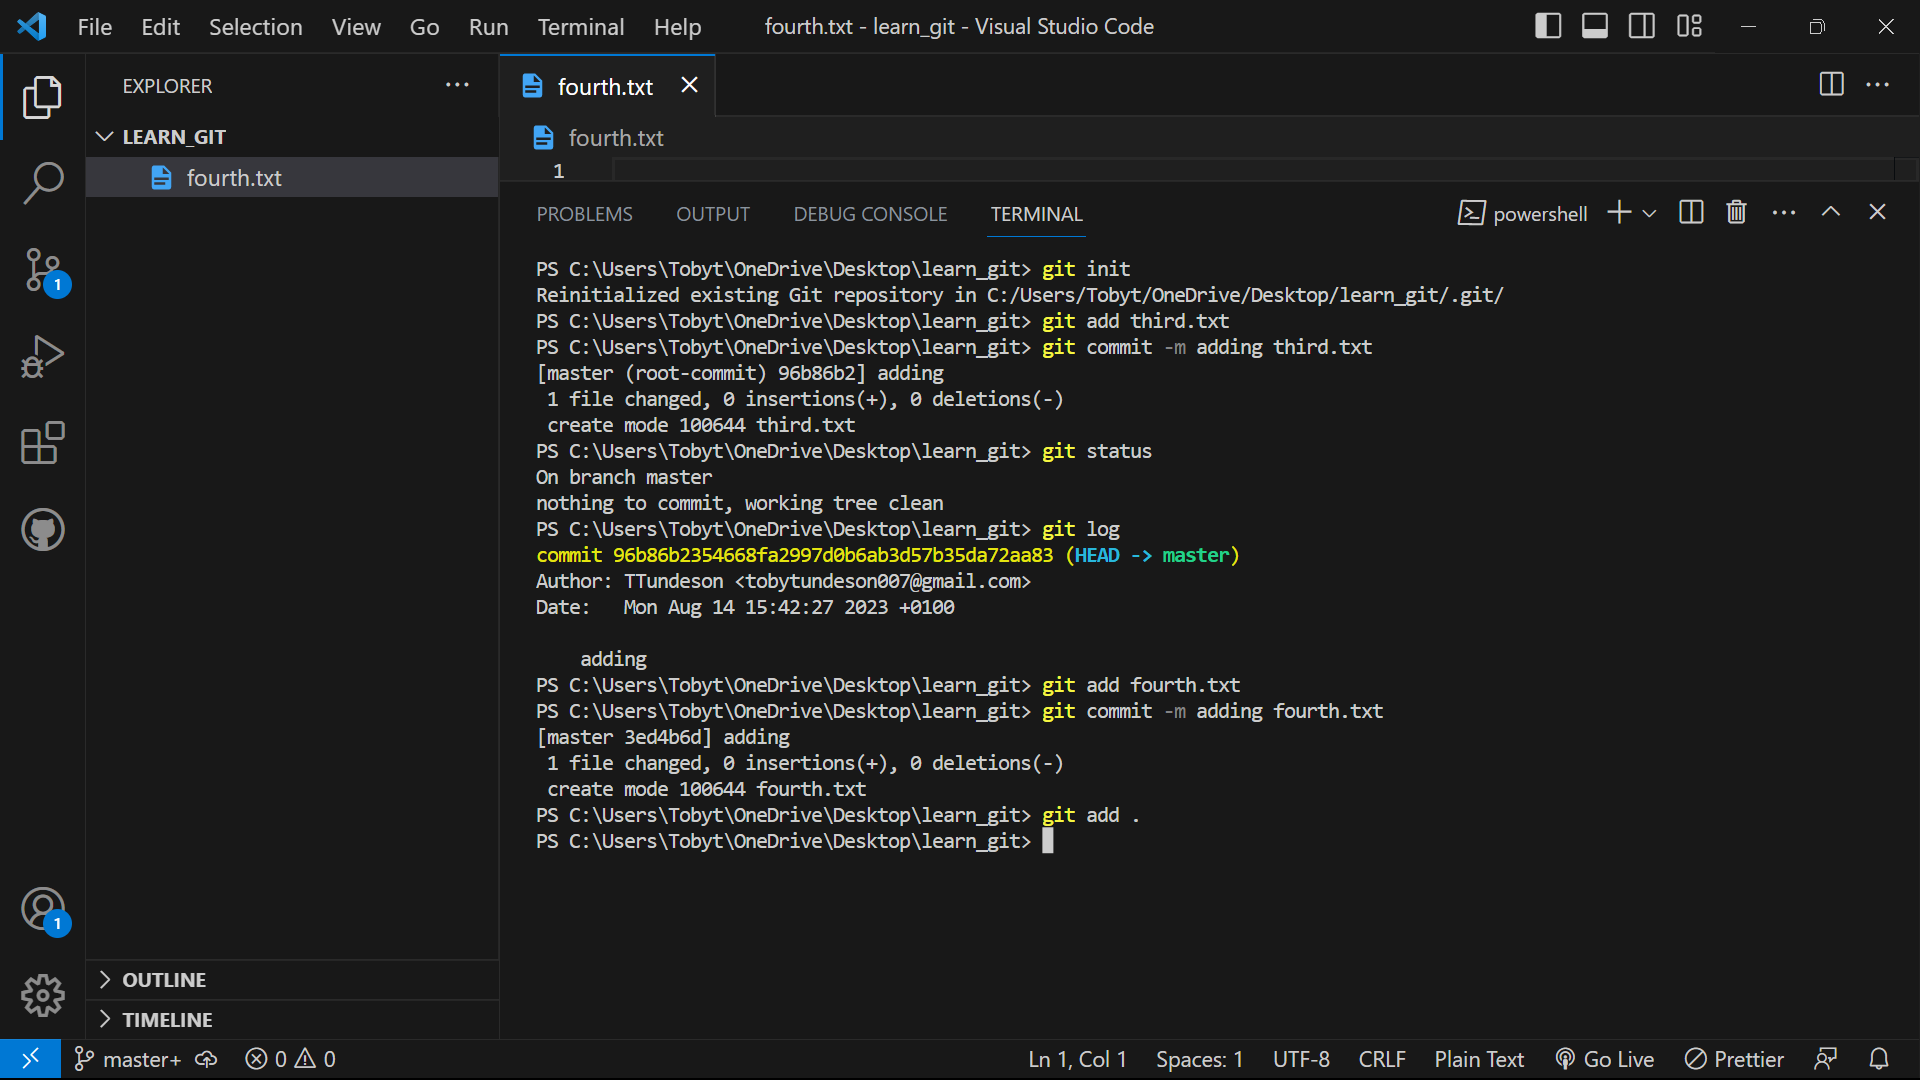 File Edit Selection View Go Run Terminal Help fourth.txt - learn_git - Visual Studio Code
EXPLORER
LEARN_GIT
fourth.txt
fourth.txt
fourth.txt
1
PROBLEMS OUTPUT DEBUG CONSOLE TERMINAL powershell
PS C:\Users\Tobyt\OneDrive\Desktop\learn_git> git init
Reinitialized existing Git repository in C:/Users/Tobyt/OneDrive/Desktop/learn_git/.git/
PS C:\Users\Tobyt\OneDrive\Desktop\learn_git> git add third.txt
PS C:\Users\Tobyt\OneDrive\Desktop\learn_git> git commit -m adding third.txt
[master (root-commit) 96b86b2] adding
 1 file changed, 0 insertions(+), 0 deletions(-)
 create mode 100644 third.txt
PS C:\Users\Tobyt\OneDrive\Desktop\learn_git> git status
On branch master
nothing to commit, working tree clean
PS C:\Users\Tobyt\OneDrive\Desktop\learn_git> git log
commit 96b86b2354668fa2997d0b6ab3d57b35da72aa83 (HEAD -> master)
Author: TTundeson <tobytundeson007@gmail.com>
Date:   Mon Aug 14 15:42:27 2023 +0100
    adding
PS C:\Users\Tobyt\OneDrive\Desktop\learn_git> git add fourth.txt
PS C:\Users\Tobyt\OneDrive\Desktop\learn_git> git commit -m adding fourth.txt
[master 3ed4b6d] adding
 1 file changed, 0 insertions(+), 0 deletions(-)
 create mode 100644 fourth.txt
PS C:\Users\Tobyt\OneDrive\Desktop\learn_git> git add .
PS C:\Users\Tobyt\OneDrive\Desktop\learn_git>
1
1
OUTLINE
TIMELINE
master+ 0 0 Ln 1, Col 1 Spaces: 1 UTF-8 CRLF Plain Text Go Live Prettier